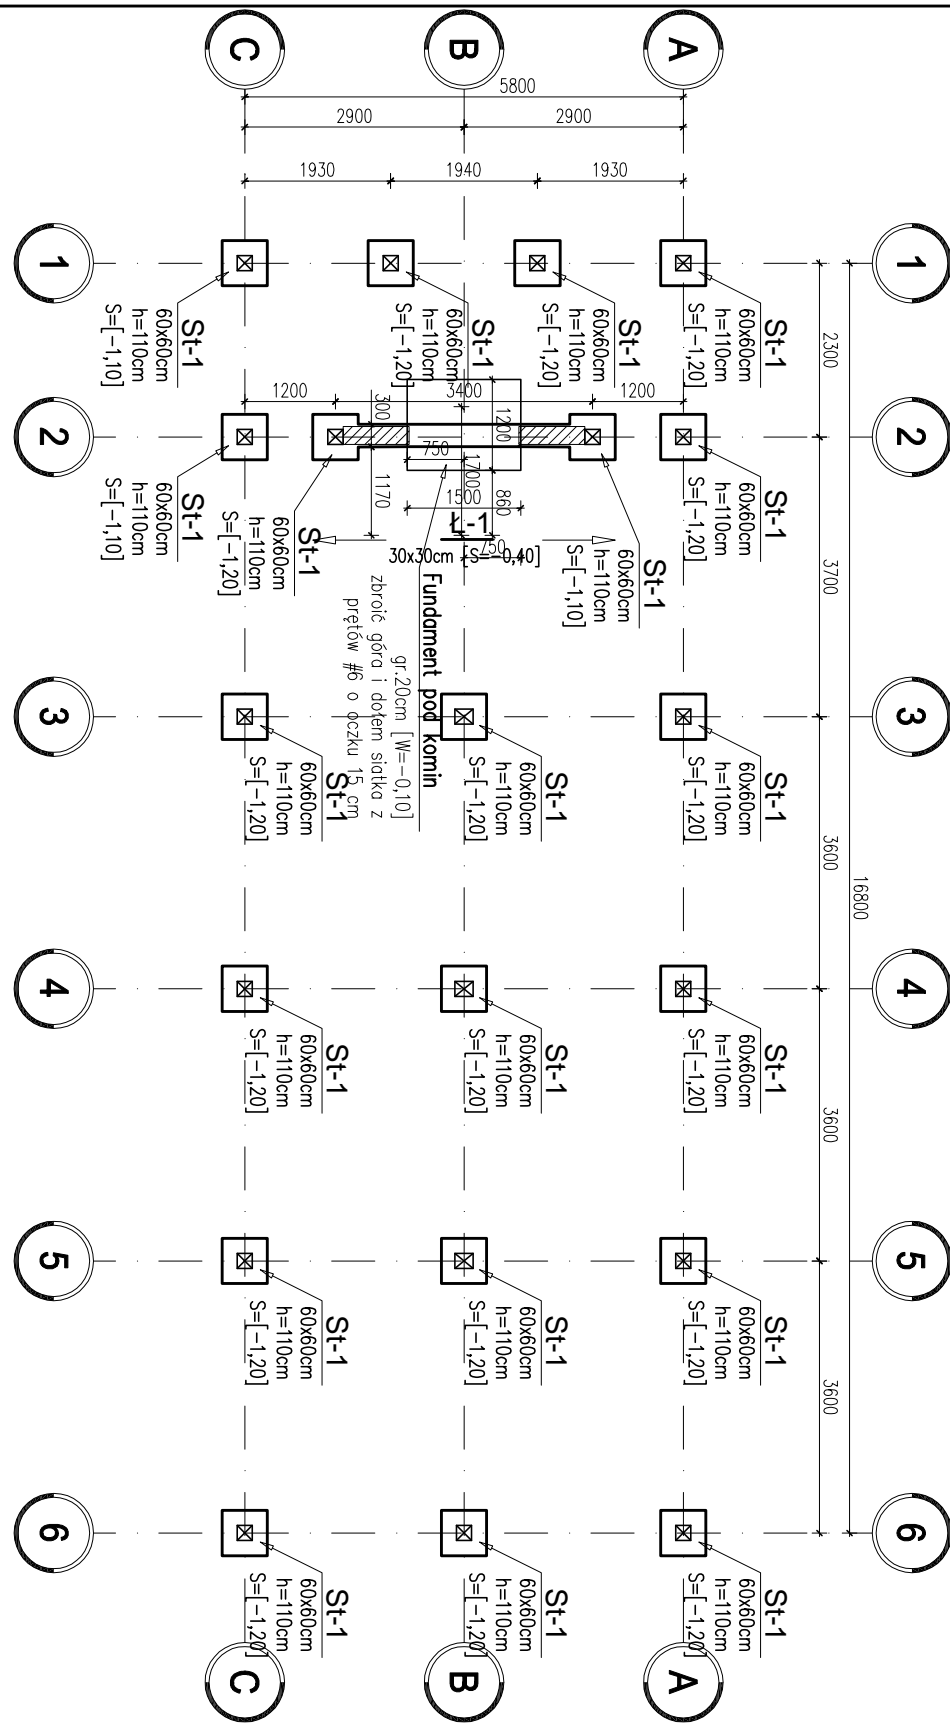 C
B
A
5800
2900
2900
1930
1940
1930
1
1
St-1
60x60cm
h=110cm
S=[-1,10]
St-1
60x60cm
h=110cm
S=[-1,20]
St-1
60x60cm
h=110cm
S=[-1,20]
St-1
60x60cm
h=110cm
S=[-1,20]
2300
16800
1200
3400
1200
300
1200
2
2
750
1700
1500
1170
860
750
St-1
60x60cm
h=110cm
S=[-1,10]
St-1
60x60cm
h=110cm
S=[-1,20]
Ł-1
30x30cm [S=-0,40]
St-1
60x60cm
h=110cm
S=[-1,10]
St-1
60x60cm
h=110cm
S=[-1,20]
3700
Fundament pod komin
gr.20cm [W=-0,10]
zbroić góra i dołem siatka z
prętów #6 o oczku 15 cm
3
3
St-1
60x60cm
h=110cm
S=[-1,20]
St-1
60x60cm
h=110cm
S=[-1,20]
St-1
60x60cm
h=110cm
S=[-1,20]
3600
4
4
St-1
60x60cm
h=110cm
S=[-1,20]
St-1
60x60cm
h=110cm
S=[-1,20]
St-1
60x60cm
h=110cm
S=[-1,20]
3600
5
5
St-1
60x60cm
h=110cm
S=[-1,20]
St-1
60x60cm
h=110cm
S=[-1,20]
St-1
60x60cm
h=110cm
S=[-1,20]
3600
6
6
St-1
60x60cm
h=110cm
S=[-1,20]
St-1
60x60cm
h=110cm
S=[-1,20]
St-1
60x60cm
h=110cm
S=[-1,20]
C
B
A